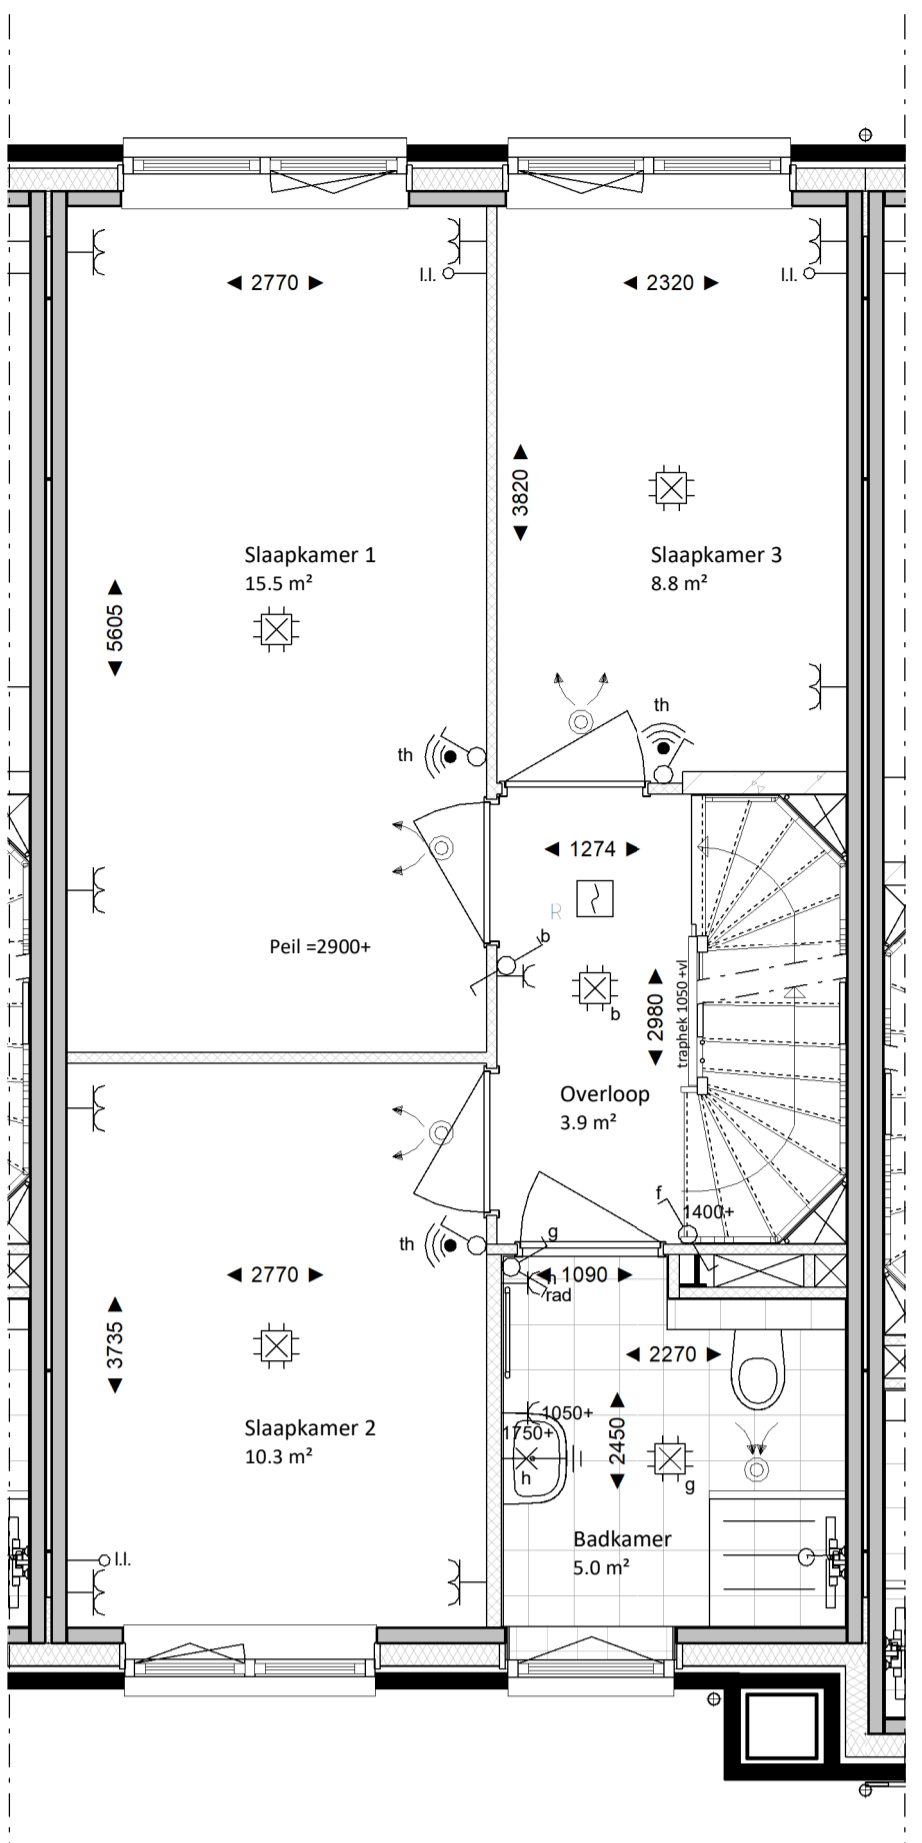 2770
2320
l.l.
l.l.
3820
Slaapkamer 1
15.5 m²
Slaapkamer 3
8.8 m²
5605
th
th
1274
R
b
Peil =2900+
b
2980
traphek 1050 +vl
Overloop
3.9 m²
f
1400+
g
th
2770
1090
h
rad
3735
2270
1050+
1750+
2450
Slaapkamer 2
10.3 m²
h
g
Badkamer
5.0 m²
l.l.